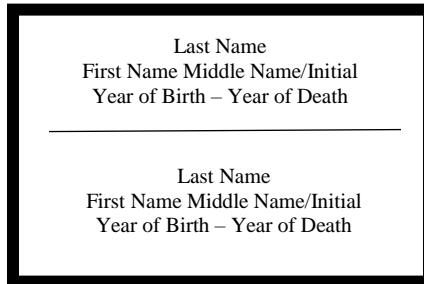 Last Name
First Name Middle Name/Initial
Year of Birth – Year of Death
Last Name
First Name Middle Name/Initial
Year of Birth – Year of Death